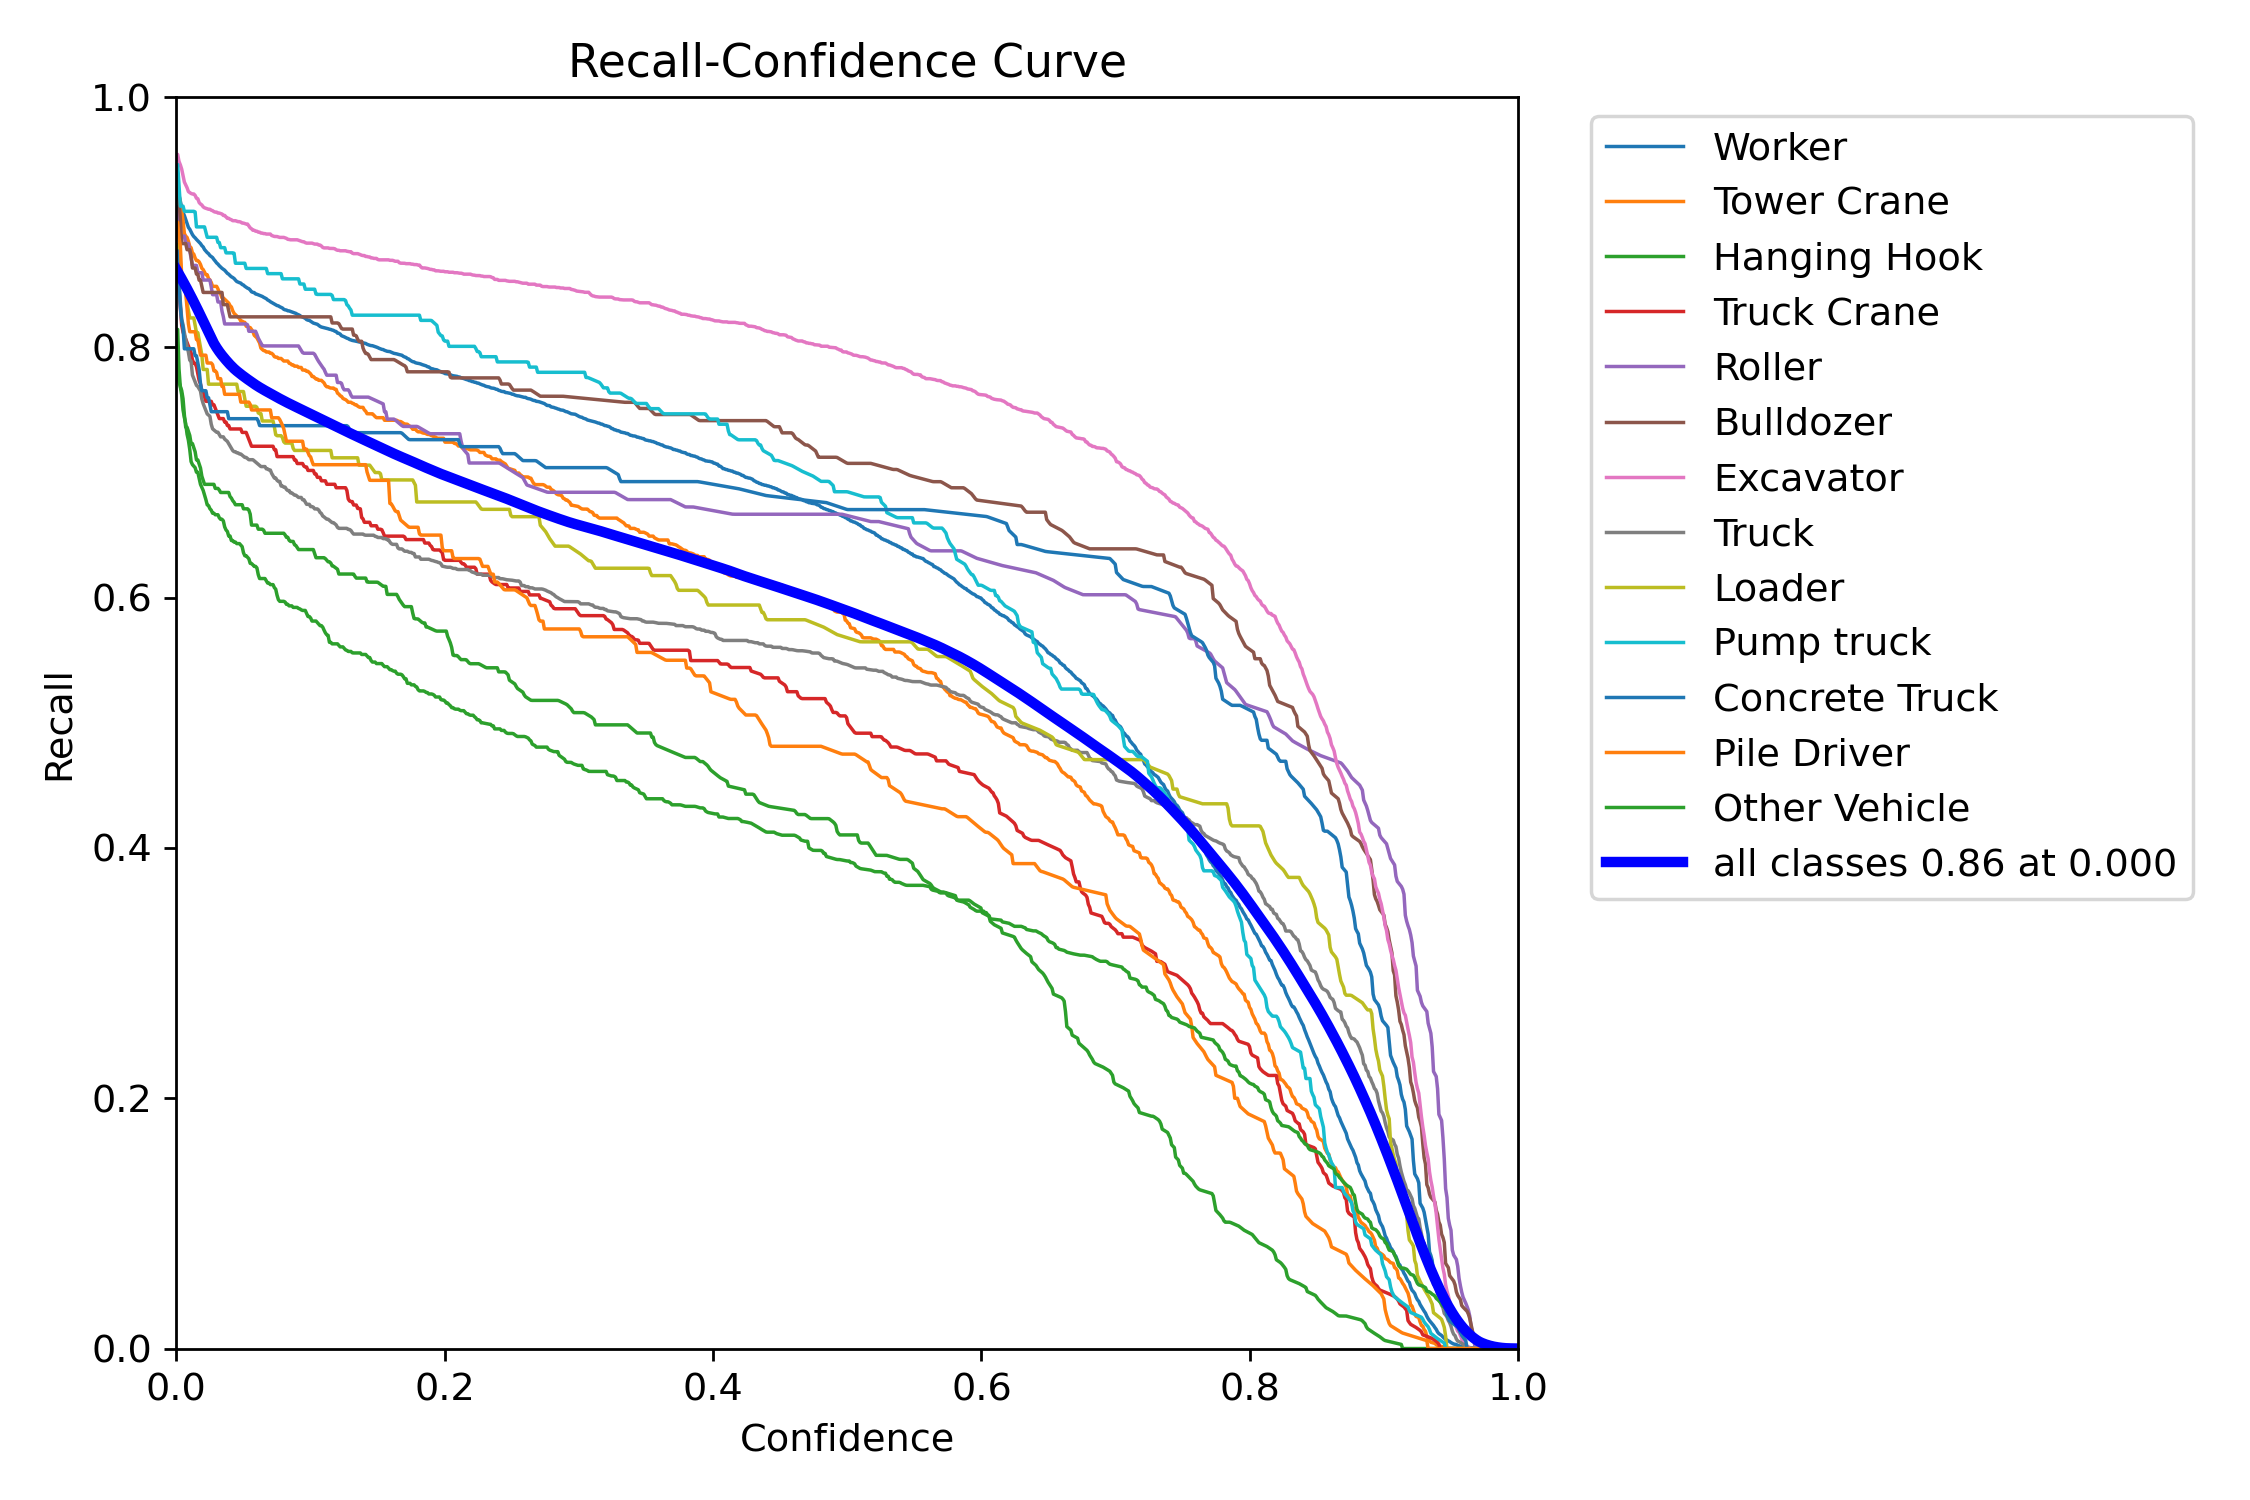 Recall-Confidence Curve
1.0
0.8
0.6
0.4
0.2
0.0
Recall
0.0 0.2 0.4 0.6 0.8 1.0
Confidence
Worker
Tower Crane
Hanging Hook
Truck Crane
Roller
Bulldozer
Excavator
Truck
Loader
Pump truck
Concrete Truck
Pile Driver
Other Vehicle
all classes 0.86 at 0.000